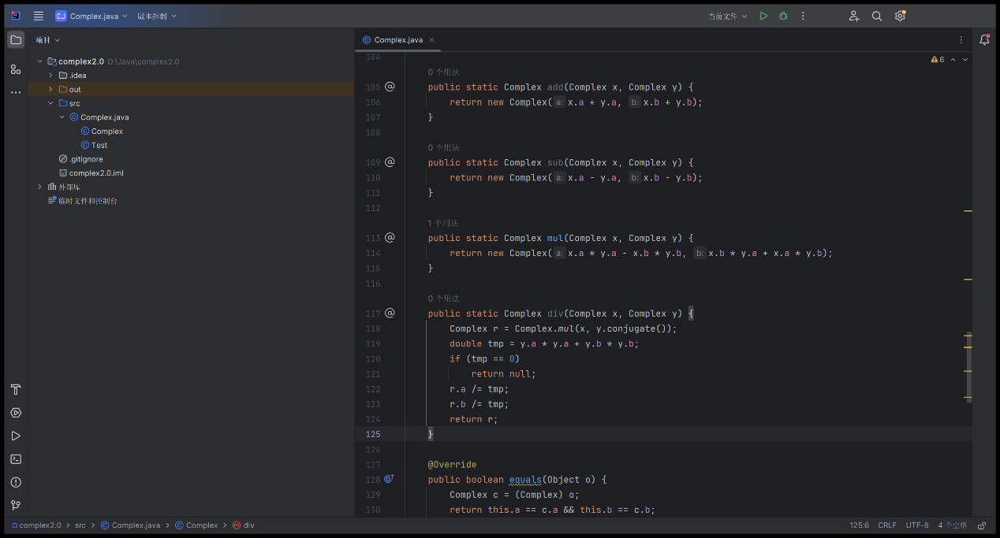 CJ Complex.java 版本控制 当前文件
项目
complex2.0 D:\Java\complex2.0
.idea
out
src
Complex.java
Complex
Test
.gitignore
complex2.0.iml
外部库
临时文件和控制台
Complex.java
6
104
0 个用法
105 @ public static Complex add(Complex x, Complex y) {
106 return new Complex( a: x.a + y.a, b: x.b + y.b);
107 }
108
0 个用法
109 @ public static Complex sub(Complex x, Complex y) {
110 return new Complex( a: x.a - y.a, b: x.b - y.b);
111 }
112
1 个用法
113 @ public static Complex mul(Complex x, Complex y) {
114 return new Complex( a: x.a * y.a - x.b * y.b, b: x.b * y.a + x.a * y.b);
115 }
116
0 个用法
117 @ public static Complex div(Complex x, Complex y) {
118 Complex r = Complex.mul(x, y.conjugate());
119 double tmp = y.a * y.a + y.b * y.b;
120 if (tmp == 0)
121 return null;
122 r.a /= tmp;
123 r.b /= tmp;
124 return r;
125 }
126
127 @Override
128 public boolean equals(Object o) {
129 Complex c = (Complex) o;
130 return this.a == c.a && this.b == c.b;
complex2.0 > src > Complex.java > Complex > div 125:6 CRLF UTF-8 4 个空格